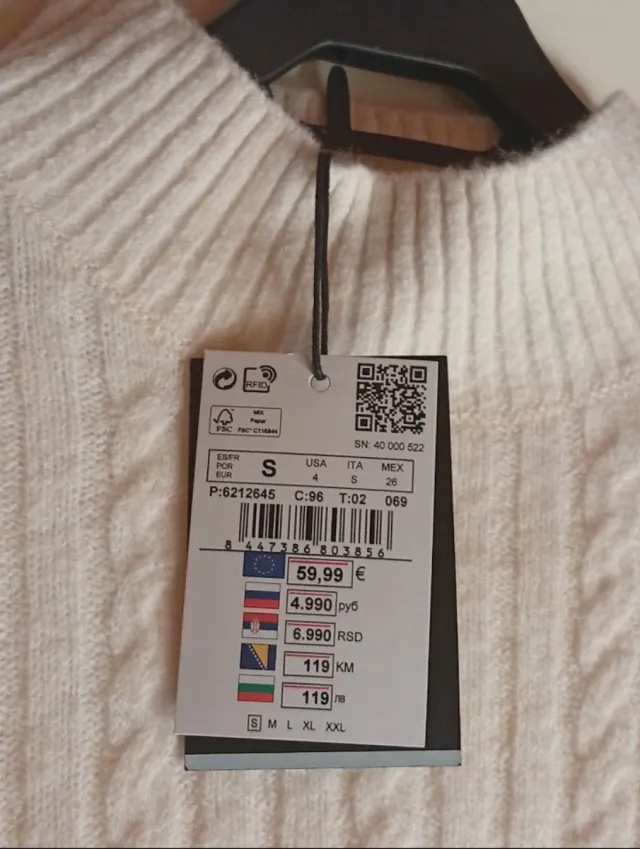 RFID
FSC
MIX
Paper
FSC® C116844
SN: 40 000 522
ES/FR
POR
EUR
S
USA
4
ITA
S
MEX
26
P:6212645 C:96 T:02 069
8 447386 803856
59,99 €
4.990 руб
6.990 RSD
119 KM
119 лв
S M L XL XXL